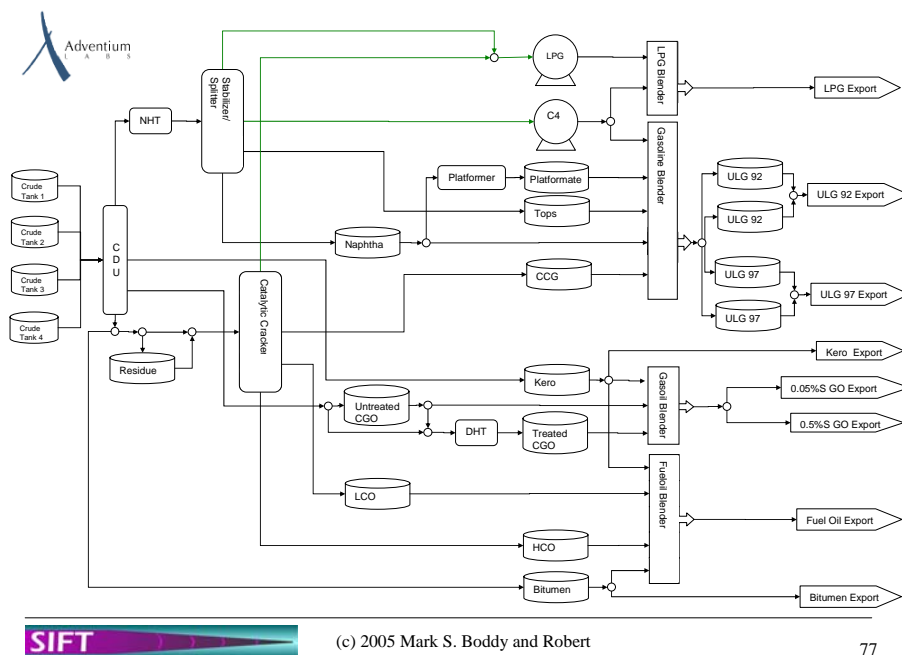 Adventium
LABS
NHT
Stabilizer/
Splitter
LPG
C4
LPG Blender
LPG Export
Gasoline Blender
Platformer
Platformate
Tops
Naphtha
CCG
ULG 92
ULG 92
ULG 92 Export
ULG 97
ULG 97
ULG 97 Export
Crude
Tank 1
Crude
Tank 2
Crude
Tank 3
Crude
Tank 4
C
D
U
Catalytic Cracker
Residue
Kero
Kero Export
Untreated
CGO
DHT
Treated
CGO
Gasoil Blender
0.05%S GO Export
0.5%S GO Export
LCO
HCO
Bitumen
Fueloil Blender
Fuel Oil Export
Bitumen Export
SIFT
(c) 2005 Mark S. Boddy and Robert
77